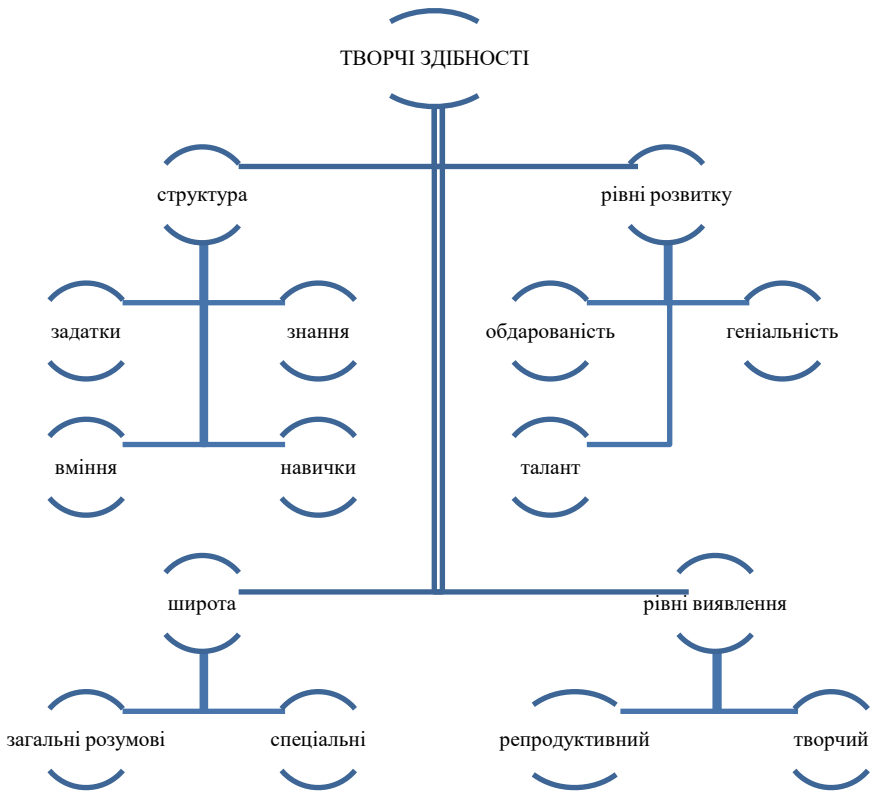 ТВОРЧІ ЗДІБНОСТІ
структура
рівні розвитку
задатки
знання
обдарованість
геніальність
вміння
навички
талант
широта
рівні виявлення
загальні розумові
спеціальні
репродуктивний
творчий